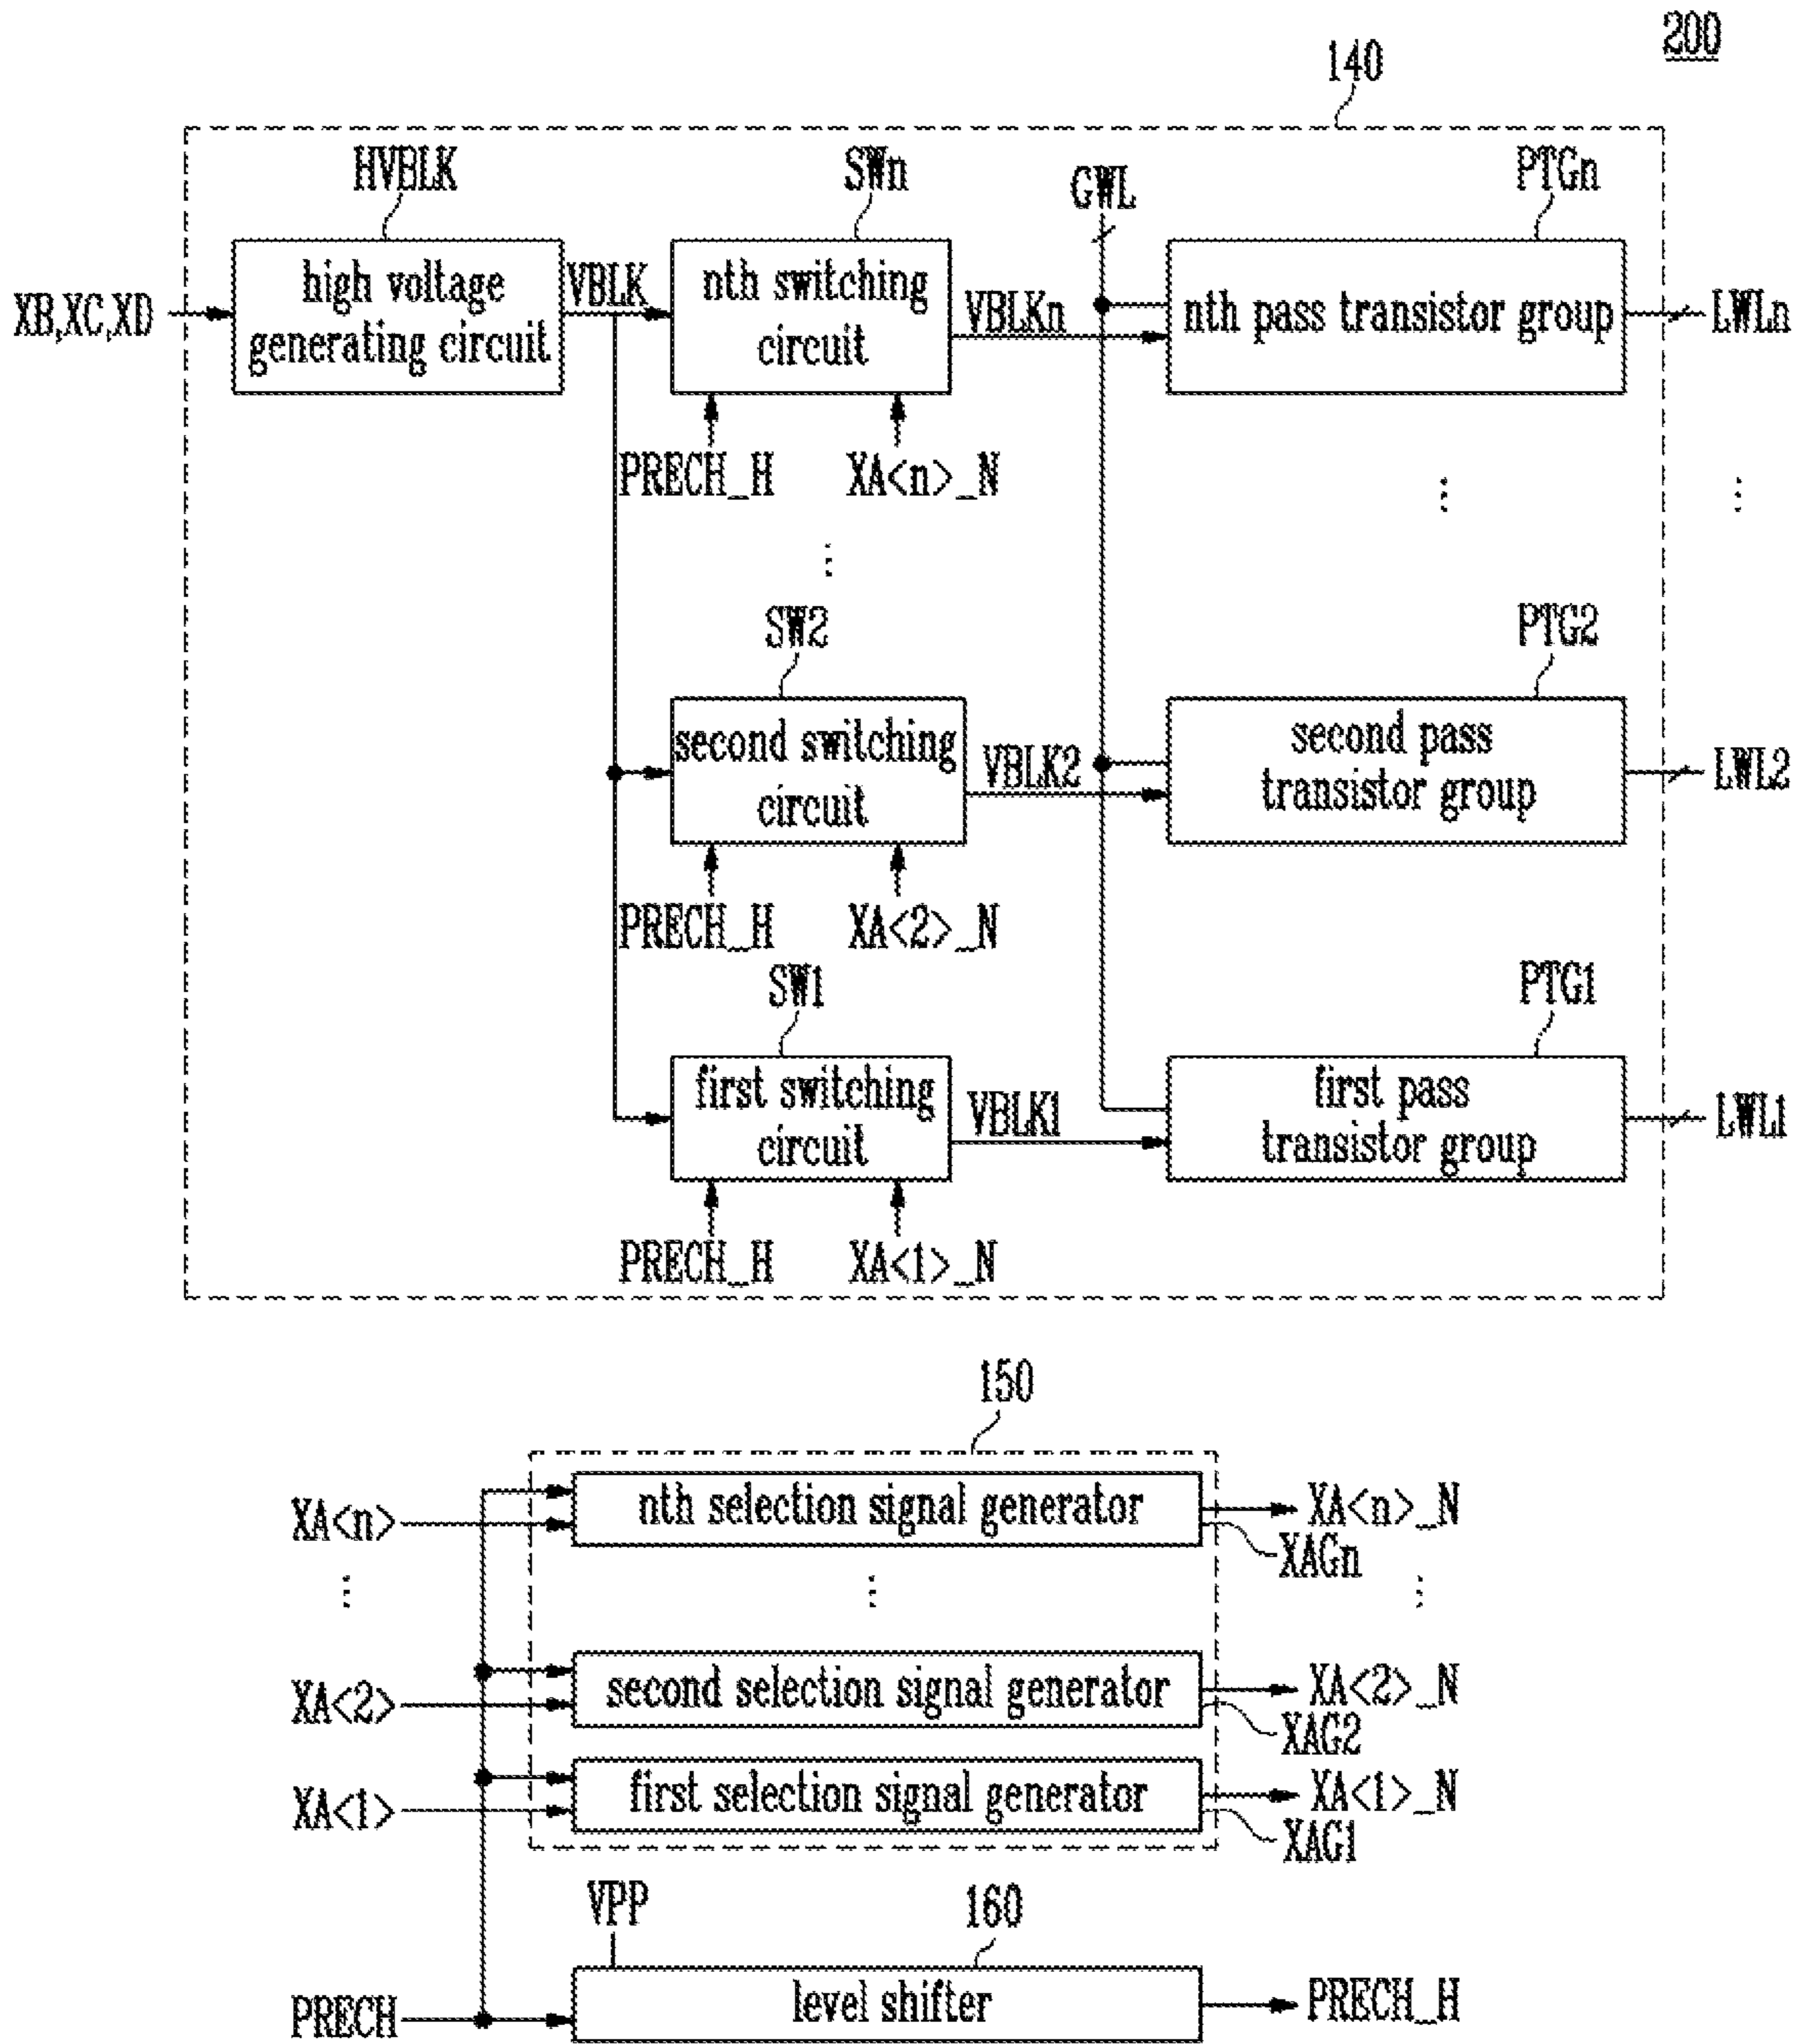 200
140
HVBLK
SWn
GWL
PTGn
XB,XC,XD
high voltage
generating circuit
VBLK
nth switching
circuit
VBLKn
nth pass transistor group
LWLn
PRECH_H
XA<n>_N
⋮
⋮
⋮
SW2
PTG2
second switching
circuit
VBLK2
second pass
transistor group
LWL2
PRECH_H
XA<2>_N
SW1
PTG1
first switching
circuit
VBLK1
first pass
transistor group
LWL1
PRECH_H
XA<1>_N
150
XA<n>
nth selection signal generator
XA<n>_N
XAGn
⋮
⋮
⋮
XA<2>
second selection signal generator
XA<2>_N
XAG2
XA<1>
first selection signal generator
XA<1>_N
XAG1
VPP
160
PRECH
level shifter
PRECH_H